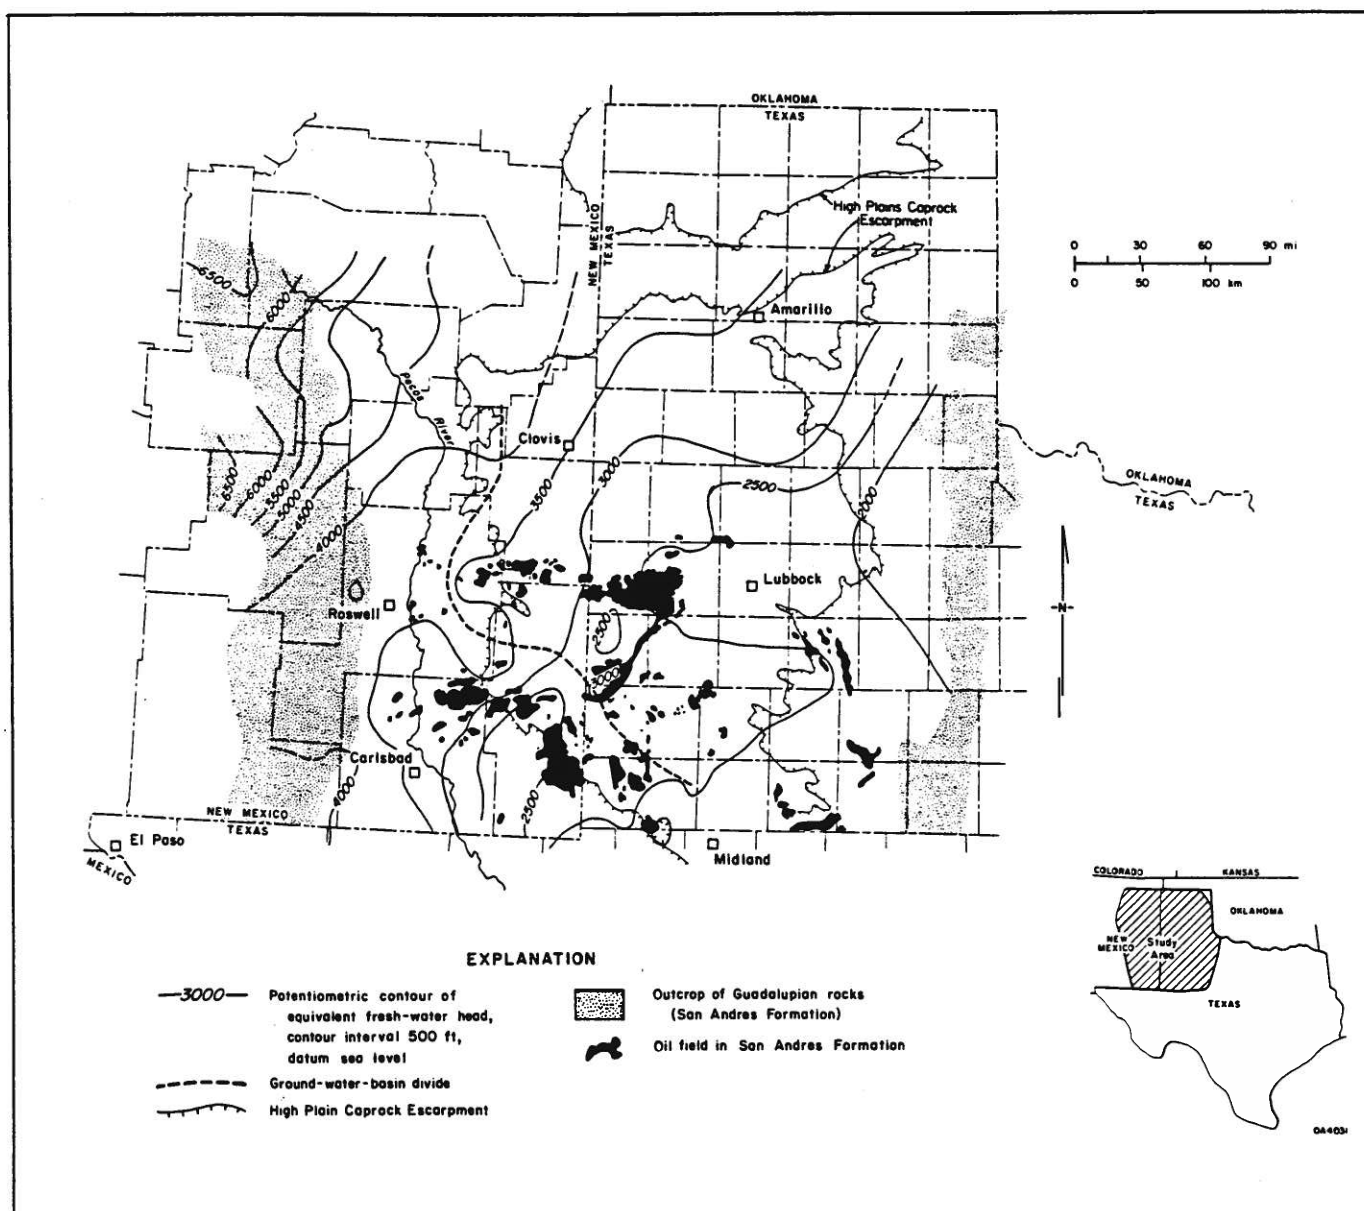 OKLAHOMA
TEXAS
High Plains Caprock
Escarpment
NEW MEXICO
TEXAS
0 30 60 90 mi
0 50 100 km
6500
6000
Amarillo
Pecos River
Clovis
3000
3500
2500
2000
OKLAHOMA
TEXAS
6500
6000
5500
5000
4500
4000
Lubbock
-N-
Roswell
2500
3000
Carlsbad
4000
2500
NEW MEXICO
TEXAS
El Paso
MEXICO
Midland
COLORADO
KANSAS
OKLAHOMA
NEW
MEXICO
Study
Area
TEXAS
EXPLANATION
3000
Potentiometric contour of
equivalent fresh-water head,
contour interval 500 ft,
datum sea level
Ground-water-basin divide
High Plain Caprock Escarpment
Outcrop of Guadalupian rocks
(San Andres Formation)
Oil field in San Andres Formation
QA4031